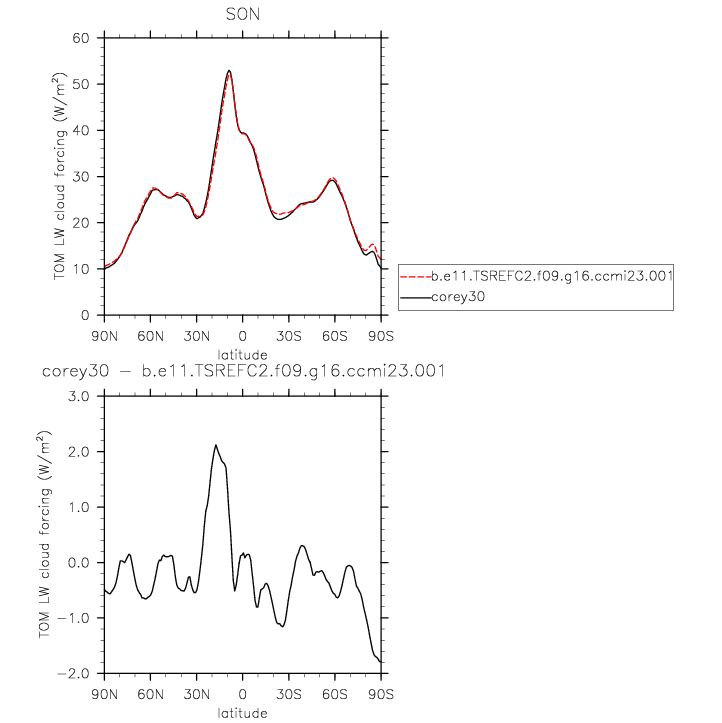 SON
60
50
40
30
20
10
0
TOM LW cloud forcing (W/m²)
90N 60N 30N 0 30S 60S 90S
latitude
b.e11.TSREFC2.f09.g16.ccmi23.001
corey30
corey30 − b.e11.TSREFC2.f09.g16.ccmi23.001
3.0
2.0
1.0
0.0
−1.0
−2.0
TOM LW cloud forcing (W/m²)
90N 60N 30N 0 30S 60S 90S
latitude